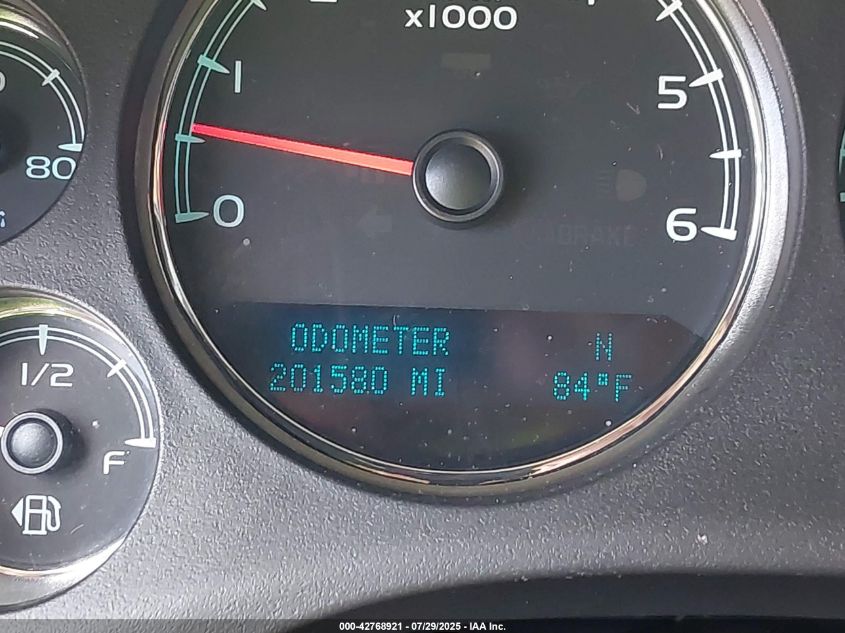 x1000
1
5
80
0
6
BRAKE
ODOMETER N
201580 MI 84°F
1/2
F
000-42768921 - 07/29/2025 - IAA Inc.